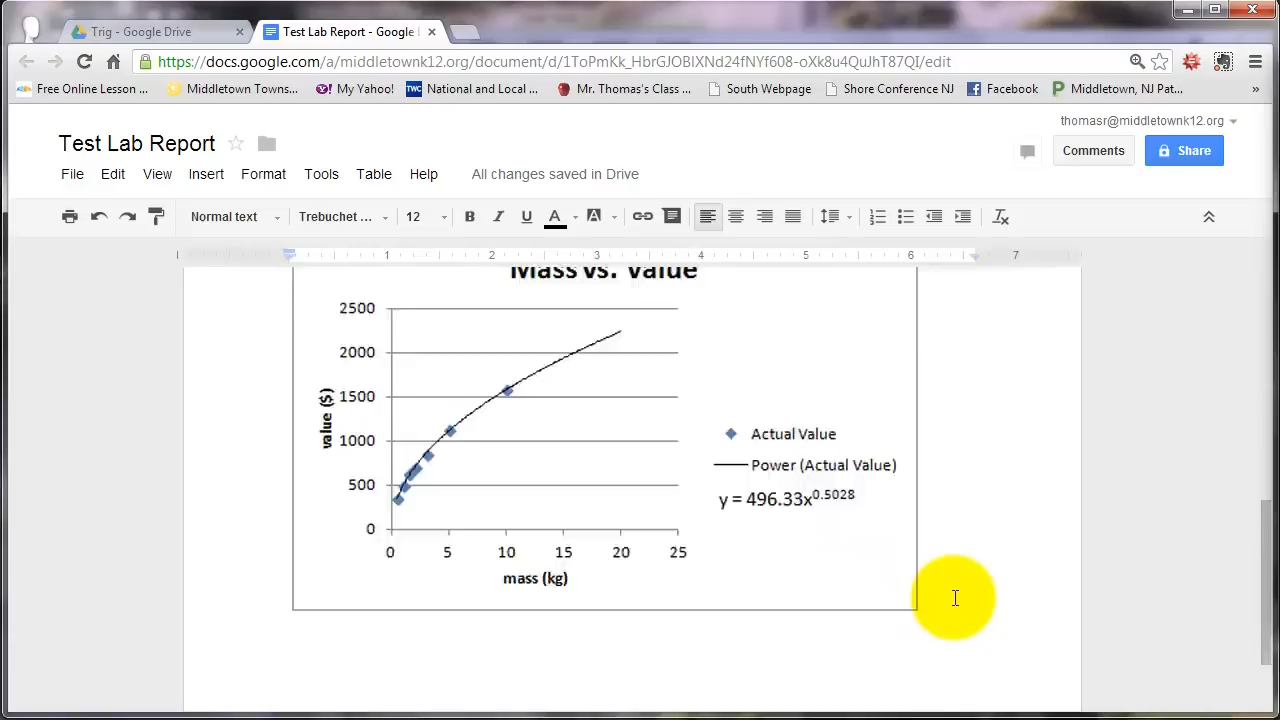 Trig - Google Drive
Test Lab Report - Google
https://docs.google.com/a/middletownk12.org/document/d/1ToPmKk_HbrGJOBlXNd24fNYf608-oXk8u4QuJhT87QI/edit
Free Online Lesson ... Middletown Towns... My Yahoo! TWC National and Local ... Mr. Thomas's Class ... South Webpage Shore Conference NJ Facebook Middletown, NJ Pat... »
thomasr@middletownk12.org
Test Lab Report
Comments Share
File Edit View Insert Format Tools Table Help All changes saved in Drive
Normal text Trebuchet ... 12 B I U A A
1 2 3 4 5 6 7
Mass vs. Value
2500
2000
1500
1000
500
0
value ($)
0 5 10 15 20 25
mass (kg)
Actual Value
Power (Actual Value)
y = 496.33x^0.5028